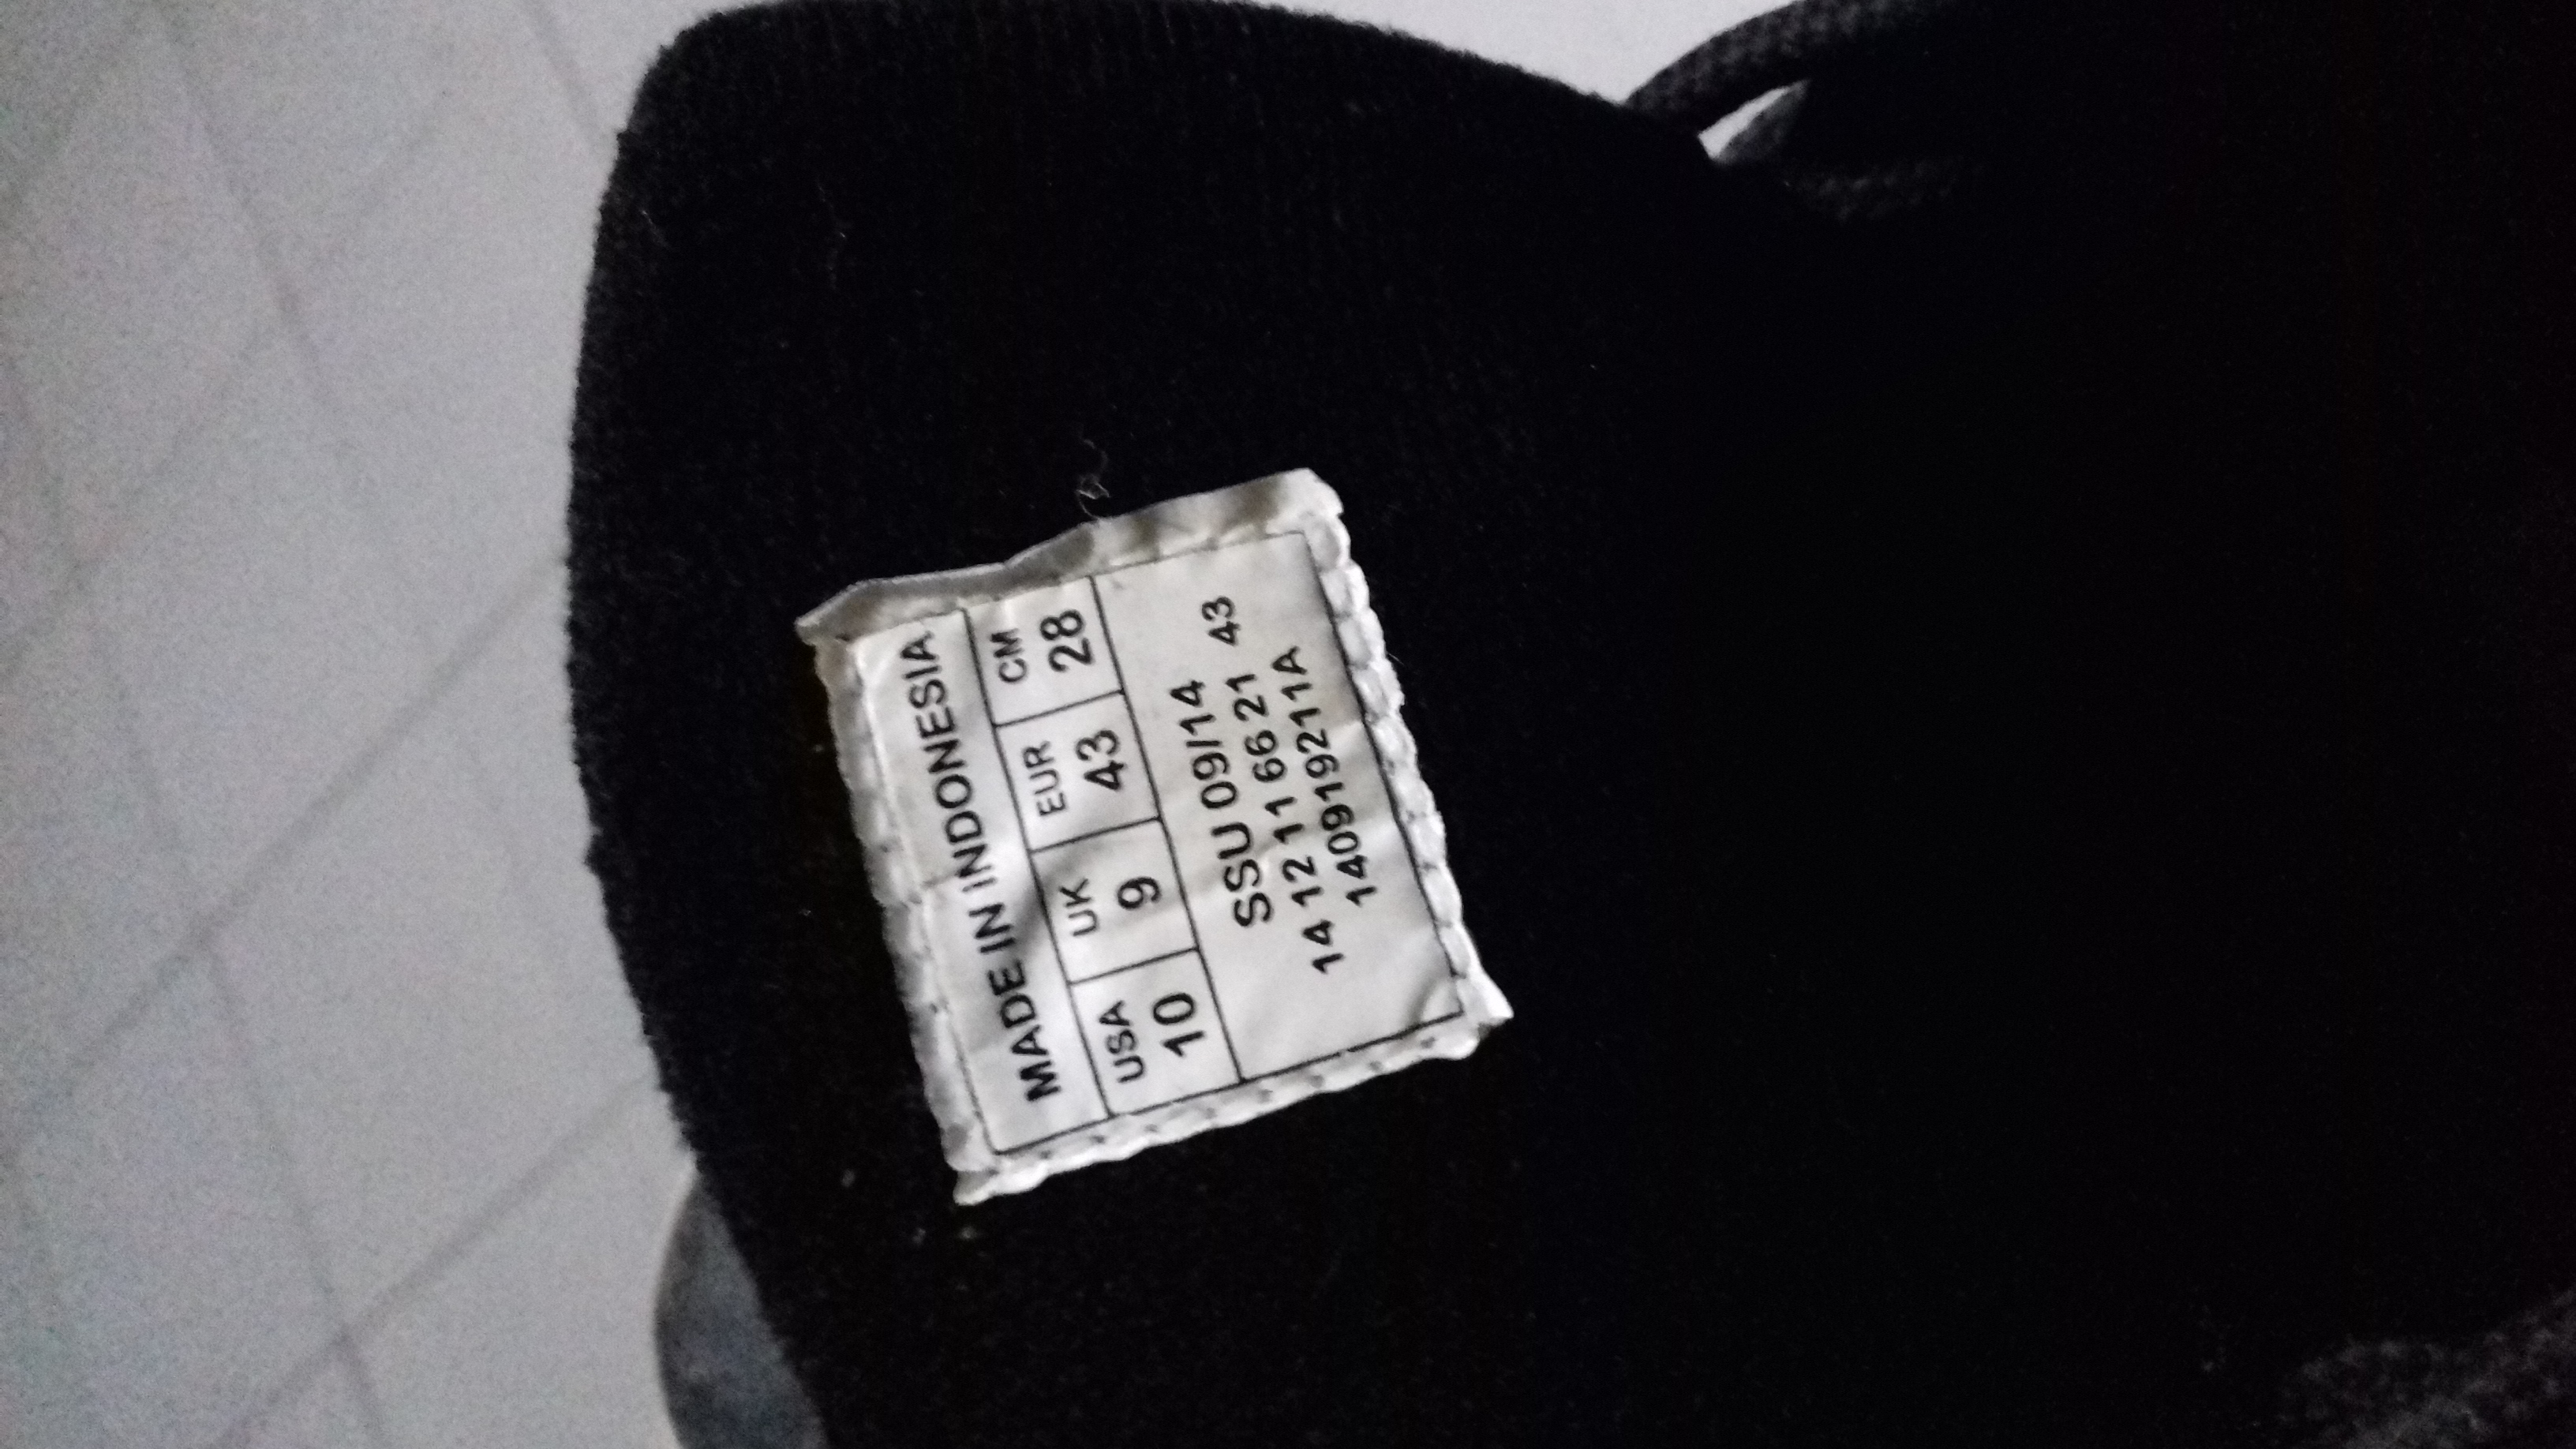 MADE IN INDONESIA
USA UK EUR CM
10 9 43 28
SSU 09/14
14 12 11 66 21 43
140919211A